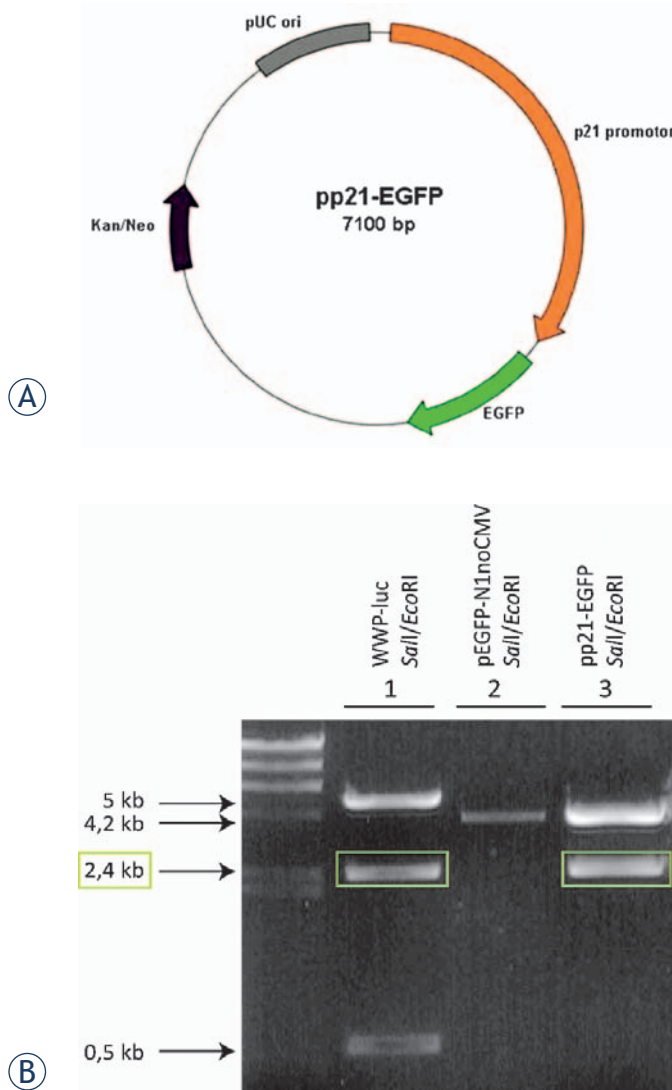 pUC ori
p21 promotor
pp21-EGFP
7100 bp
Kan/Neo
EGFP
A
WWP-luc
SalI/EcoRI
pEGFP-N1noCMV
SalI/EcoRI
pp21-EGFP
SalI/EcoRI
1
2
3
5 kb
4,2 kb
2,4 kb
0,5 kb
B